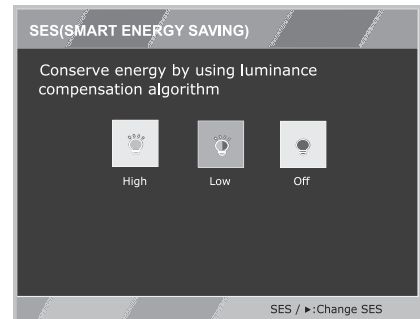 SES(SMART ENERGY SAVING)
Conserve energy by using luminance
compensation algorithm
High Low Off
SES / ►:Change SES